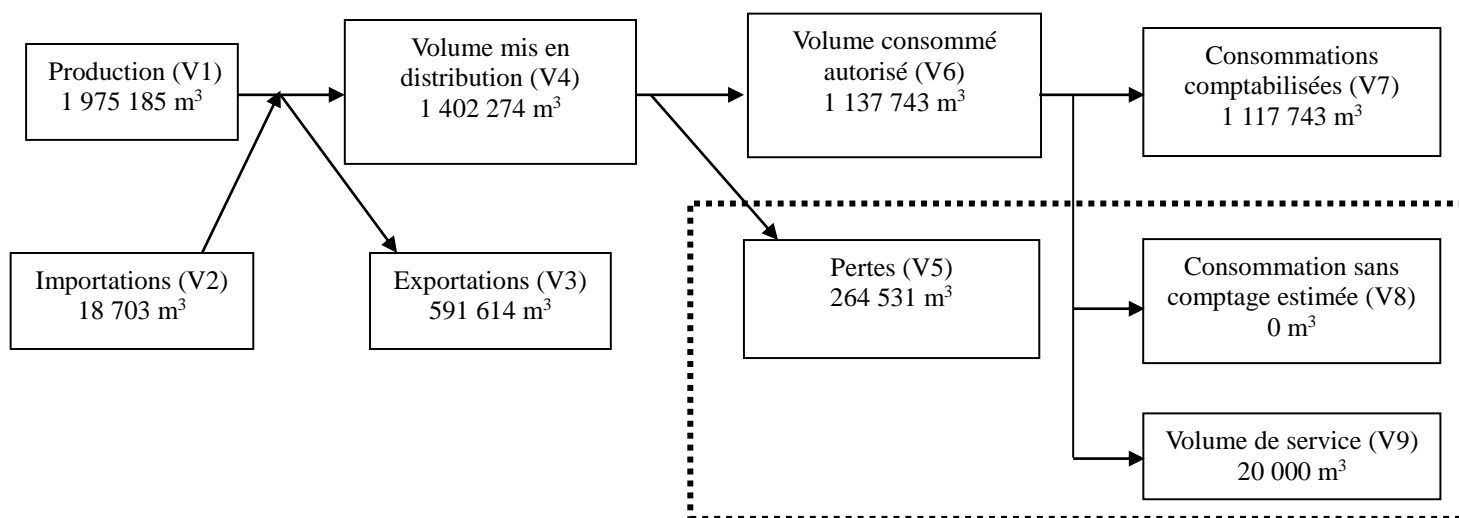 Production (V1)
1 975 185 m³
Volume mis en
distribution (V4)
1 402 274 m³
Volume consommé
autorisé (V6)
1 137 743 m³
Consommations
comptabilisées (V7)
1 117 743 m³
Importations (V2)
18 703 m³
Exportations (V3)
591 614 m³
Pertes (V5)
264 531 m³
Consommation sans
comptage estimée (V8)
0 m³
Volume de service (V9)
20 000 m³